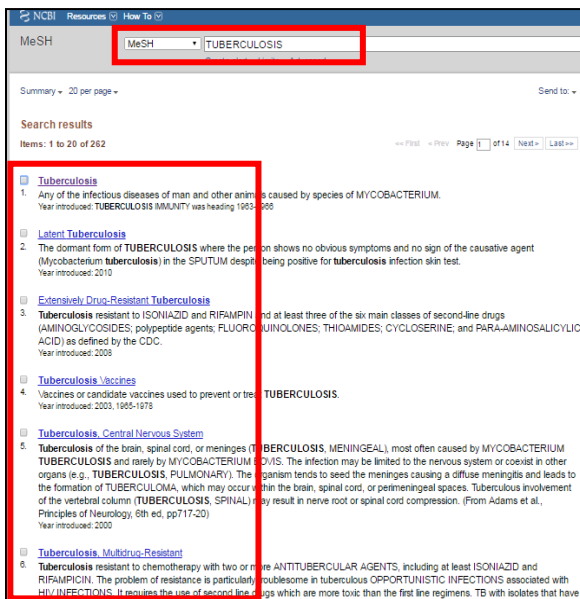 NCBI Resources How To
MeSH
MeSH TUBERCULOSIS
Summary 20 per page Send to:
Search results
Items: 1 to 20 of 262 << First < Prev Page 1 of 14 Next > Last >>
Tuberculosis
1. Any of the infectious diseases of man and other animals caused by species of MYCOBACTERIUM.
Year introduced: TUBERCULOSIS IMMUNITY was heading 1963-1966
Latent Tuberculosis
2. The dormant form of TUBERCULOSIS where the person shows no obvious symptoms and no sign of the causative agent
(Mycobacterium tuberculosis) in the SPUTUM despite being positive for tuberculosis infection skin test.
Year introduced: 2010
Extensively Drug-Resistant Tuberculosis
3. Tuberculosis resistant to ISONIAZID and RIFAMPIN and at least three of the six main classes of second-line drugs
(AMINOGLYCOSIDES; polypeptide agents; FLUOROQUINOLONES; THIOAMIDES; CYCLOSERINE; and PARA-AMINOSALICYLIC
ACID) as defined by the CDC.
Year introduced: 2008
Tuberculosis Vaccines
4. Vaccines or candidate vaccines used to prevent or treat TUBERCULOSIS.
Year introduced: 2003, 1965-1978
Tuberculosis, Central Nervous System
5. Tuberculosis of the brain, spinal cord, or meninges (TUBERCULOSIS, MENINGEAL), most often caused by MYCOBACTERIUM
TUBERCULOSIS and rarely by MYCOBACTERIUM BOVIS. The infection may be limited to the nervous system or coexist in other
organs (e.g., TUBERCULOSIS, PULMONARY). The organism tends to seed the meninges causing a diffuse meningitis and leads to
the formation of TUBERCULOMA, which may occur within the brain, spinal cord, or perimeningeal spaces. Tuberculous involvement
of the vertebral column (TUBERCULOSIS, SPINAL) may result in nerve root or spinal cord compression. (From Adams et al.,
Principles of Neurology, 6th ed, pp717-20)
Year introduced: 2000
Tuberculosis, Multidrug-Resistant
6. Tuberculosis resistant to chemotherapy with two or more ANTITUBERCULAR AGENTS, including at least ISONIAZID and
RIFAMPICIN. The problem of resistance is particularly troublesome in tuberculous OPPORTUNISTIC INFECTIONS associated with
HIV INFECTIONS. It requires the use of second line drugs which are more toxic than the first line regimens. TB with isolates that have